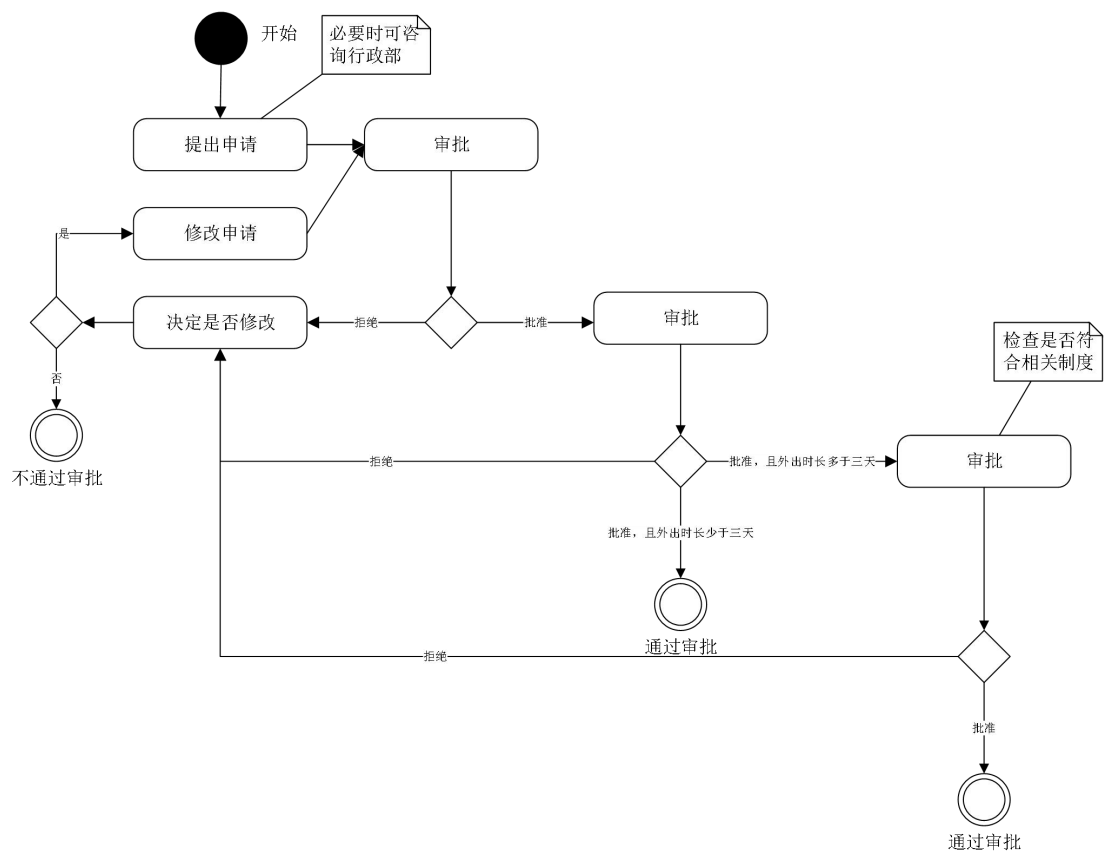 开始
必要时可咨
询行政部
提出申请
审批
是
修改申请
决定是否修改
拒绝
批准
审批
检查是否符
合相关制度
否
不通过审批
拒绝
批准，且外出时长多于三天
审批
批准，且外出时长少于三天
通过审批
拒绝
批准
通过审批